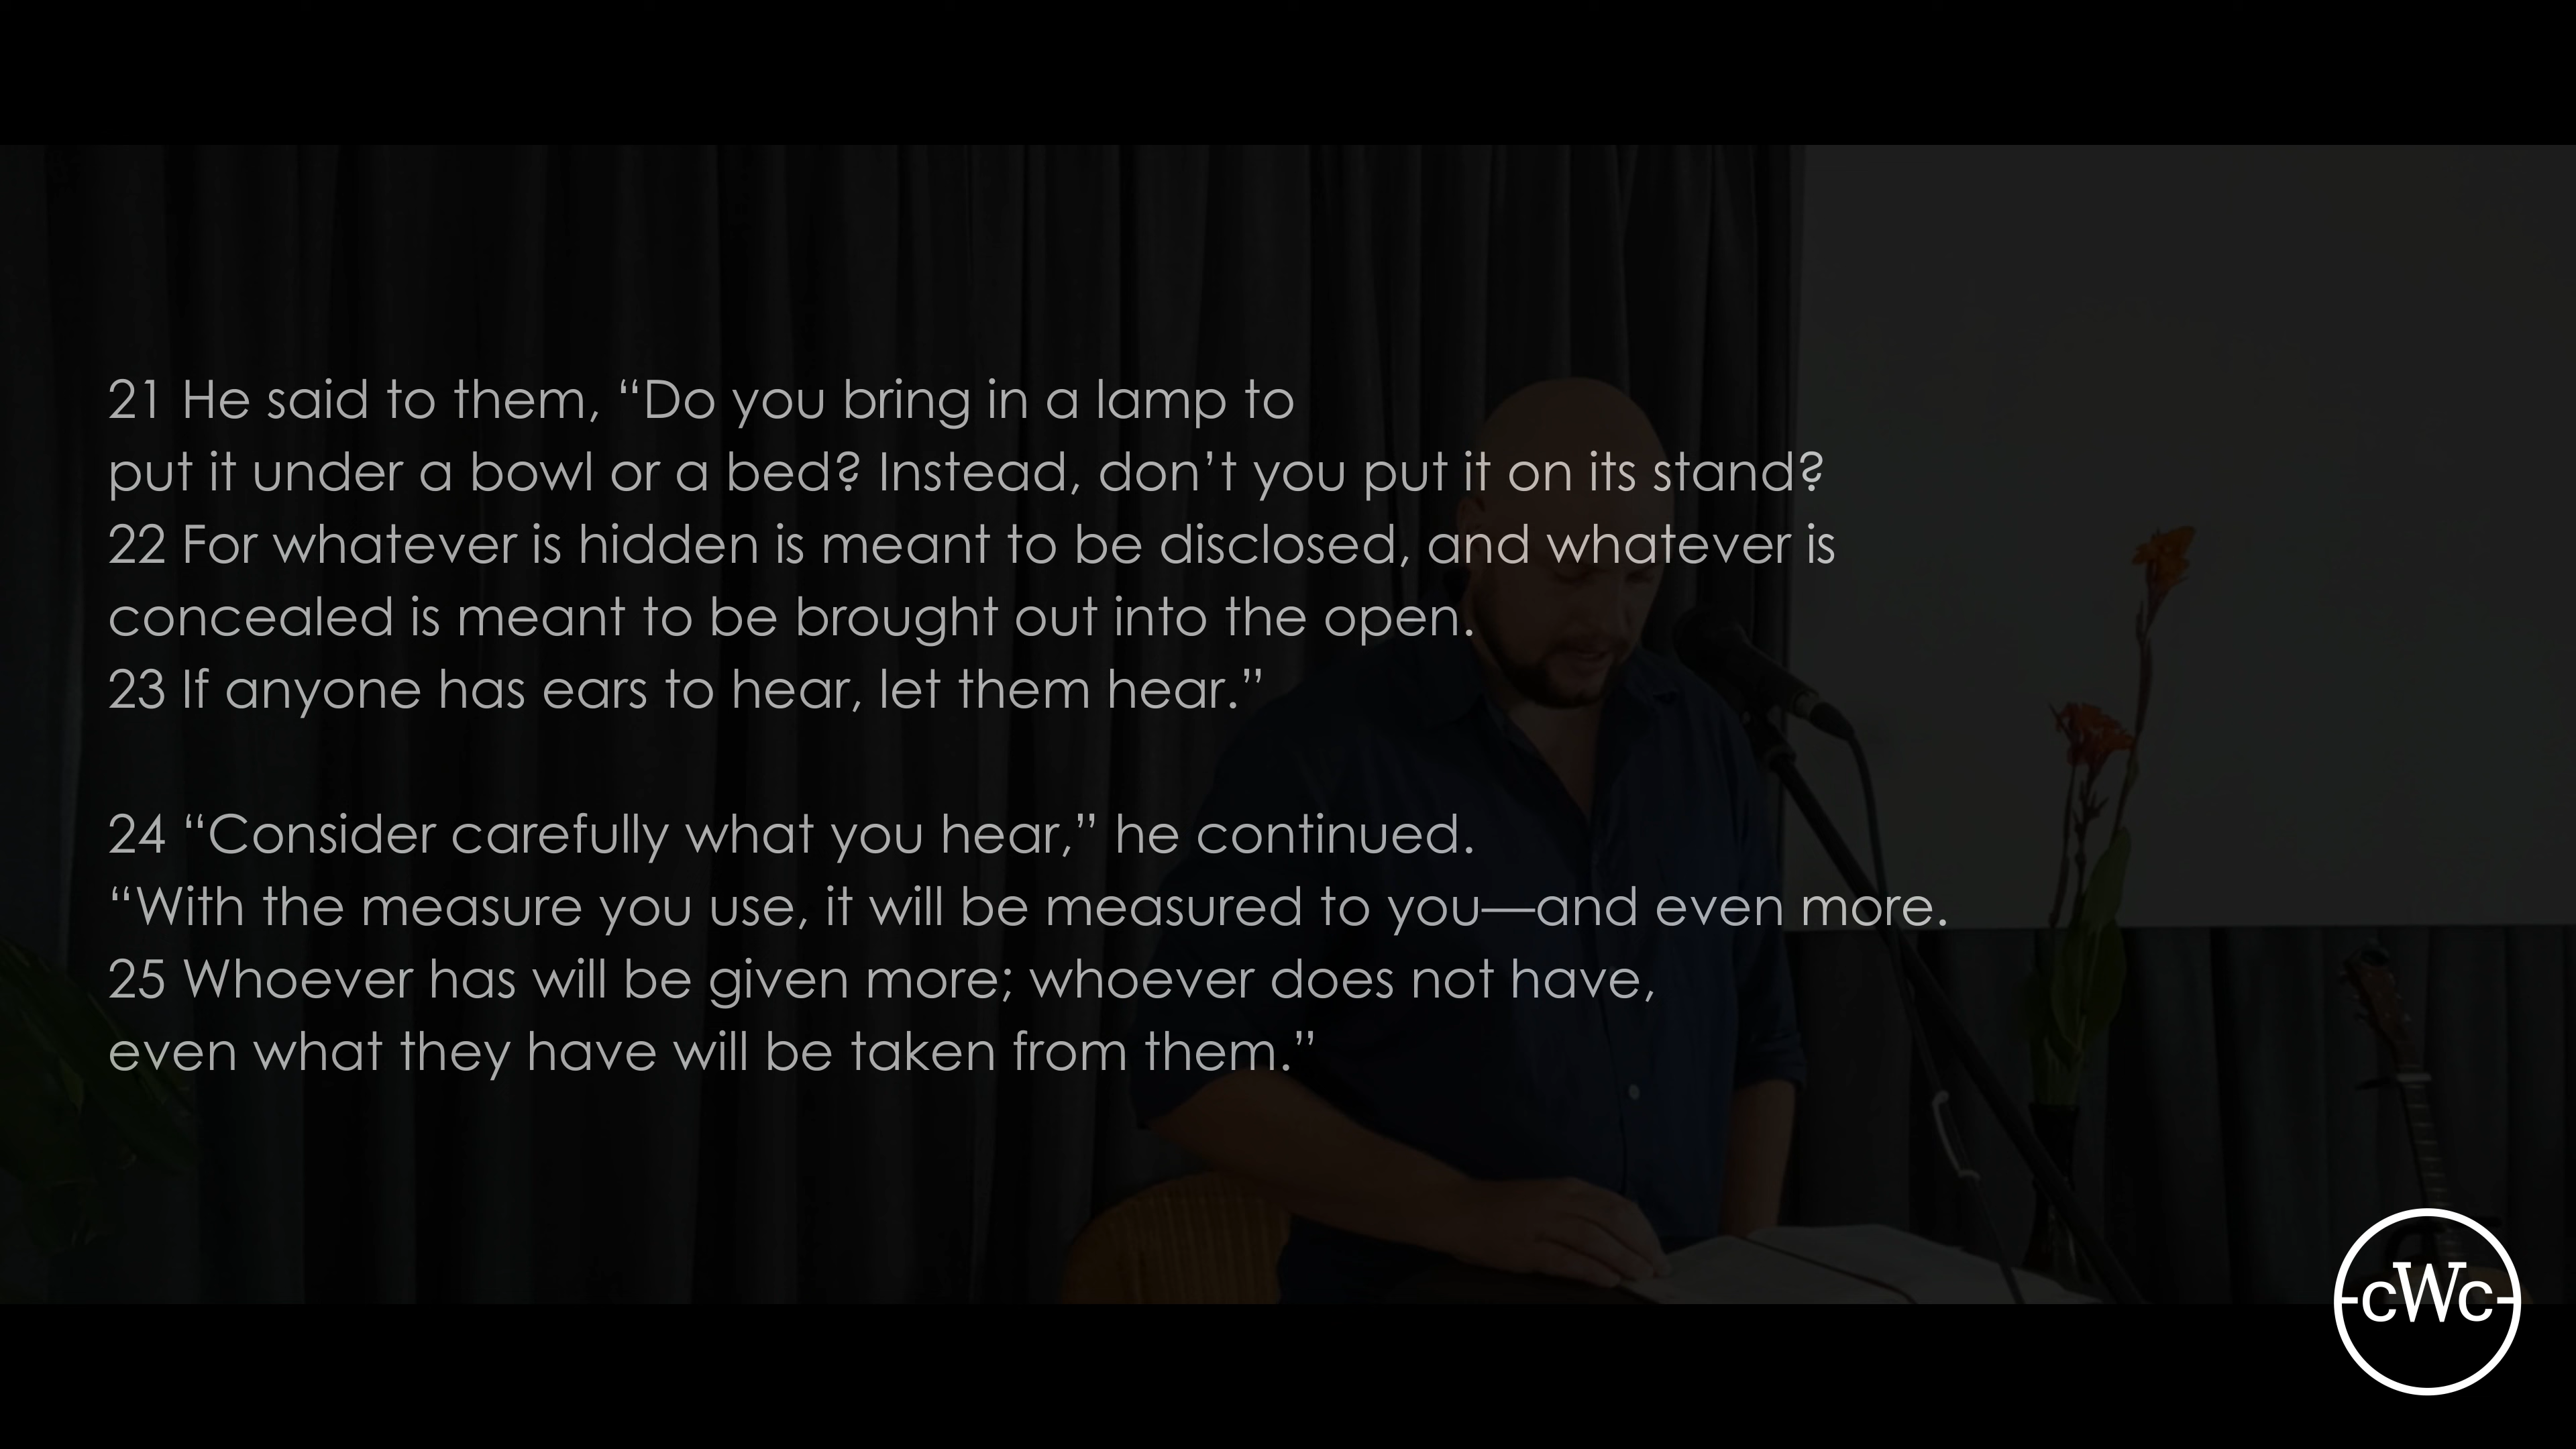 21 He said to them, “Do you bring in a lamp to
put it under a bowl or a bed? Instead, don’t you put it on its stand?
22 For whatever is hidden is meant to be disclosed, and whatever is
concealed is meant to be brought out into the open.
23 If anyone has ears to hear, let them hear.”
24 “Consider carefully what you hear,” he continued.
“With the measure you use, it will be measured to you—and even more.
25 Whoever has will be given more; whoever does not have,
even what they have will be taken from them.”
cWc